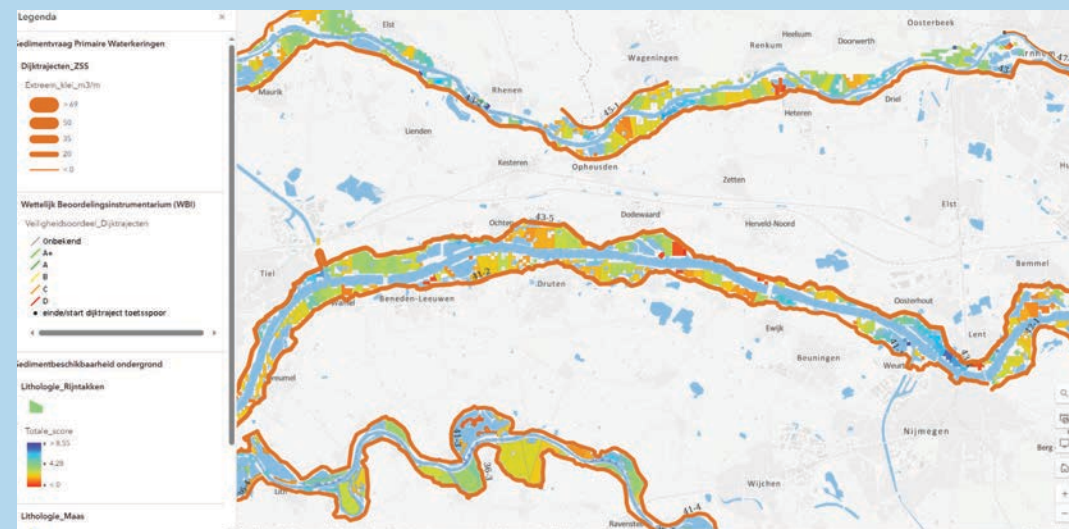 Legenda
Sedimentvraag Primaire Waterkeringen
Dijktrajecten_ZSS
Extreem_klei_m3/m
> 69
50
35
20
< 0
Wettelijk Beoordelingsinstrumentarium (WBI)
Veiligheidsoordeel_Dijktrajecten
Onbekend
A+
A
B
C
D
einde/start dijktraject toetsspoor
Sedimentbeschikbaarheid ondergrond
Lithologie_Rijntakken
Totale_score
> 8.55
4.28
< 0
Lithologie_Maas
Elst
Oosterbeek
Heelsum
Renkum
Doorwerth
Wageningen
Maurik
Rhenen
45-1
Driel
Heteren
Lienden
Kesteren
Opheusden
Zetten
Elst
Ochten
43-5
Dodewaard
Herveld-Noord
Tiel
41-2
Bemmel
Beneden-Leeuwen
Druten
Oosterhout
Ewijk
Lent
Beuningen
Nijmegen
Berg
Lith
36-3
Wijchen
Ravenstein
41-4